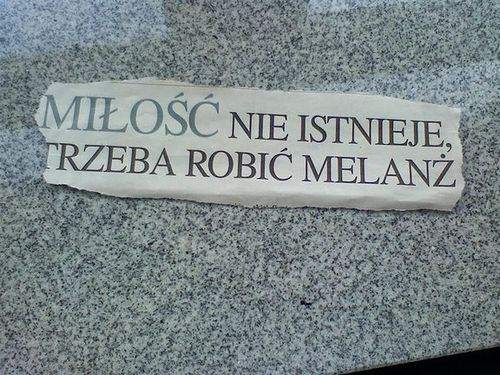 MIŁOŚĆ NIE ISTNIEJE,
TRZEBA ROBIĆ MELANŻ